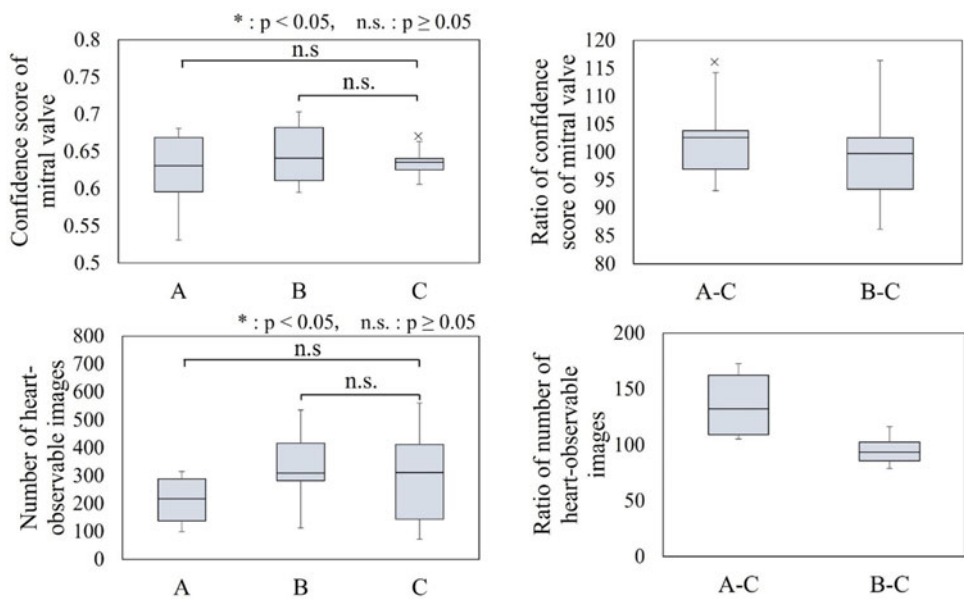 * : p < 0.05,    n.s. : p ≥ 0.05
Confidence score of
mitral valve
0.8
0.75
0.7
0.65
0.6
0.55
0.5
n.s
n.s.
A
B
C
Ratio of confidence
score of mitral valve
120
115
110
105
100
95
90
85
80
A-C
B-C
* : p < 0.05,    n.s. : p ≥ 0.05
Number of heart-
observable images
800
700
600
500
400
300
200
100
0
n.s
n.s.
A
B
C
Ratio of number of
heart-observable
images
200
150
100
50
0
A-C
B-C